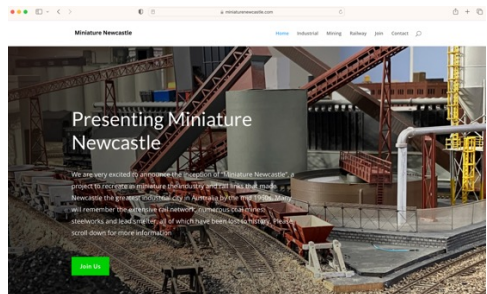 miniaturenewcastle.com
Miniature Newcastle
Home Industrial Mining Railway Join Contact
Presenting Miniature
Newcastle
We are very excited to announce the inception of "Miniature Newcastle", a
project to recreate in miniature the industry and rail links that made
Newcastle the greatest industrial city in Australia by the mid 1960s. Many
will remember the extensive rail network, numerous coal mines,
steelworks and lead smelter, all of which have been lost to history. Please
scroll down for more information
Join Us